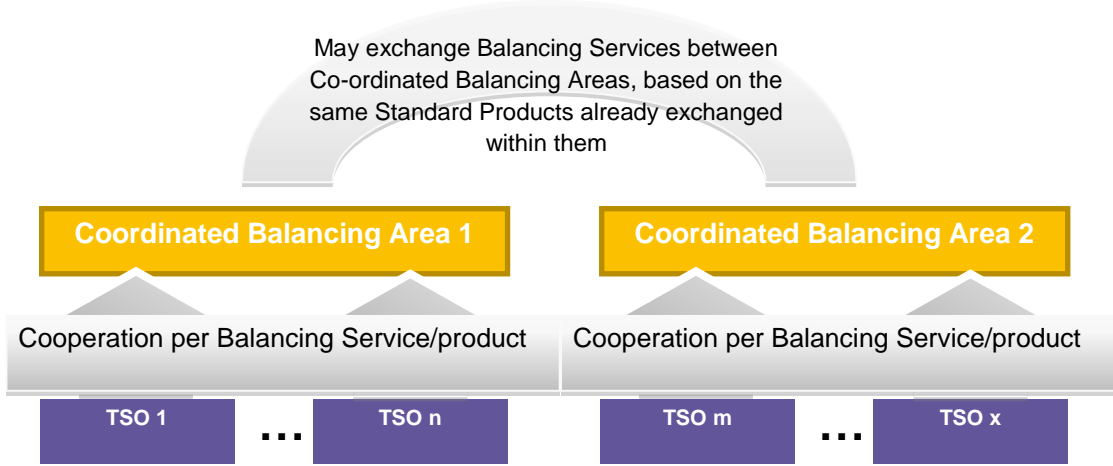 May exchange Balancing Services between
Co-ordinated Balancing Areas, based on the
same Standard Products already exchanged
within them
Coordinated Balancing Area 1
Coordinated Balancing Area 2
Cooperation per Balancing Service/product
Cooperation per Balancing Service/product
TSO 1
...
TSO n
TSO m
...
TSO x